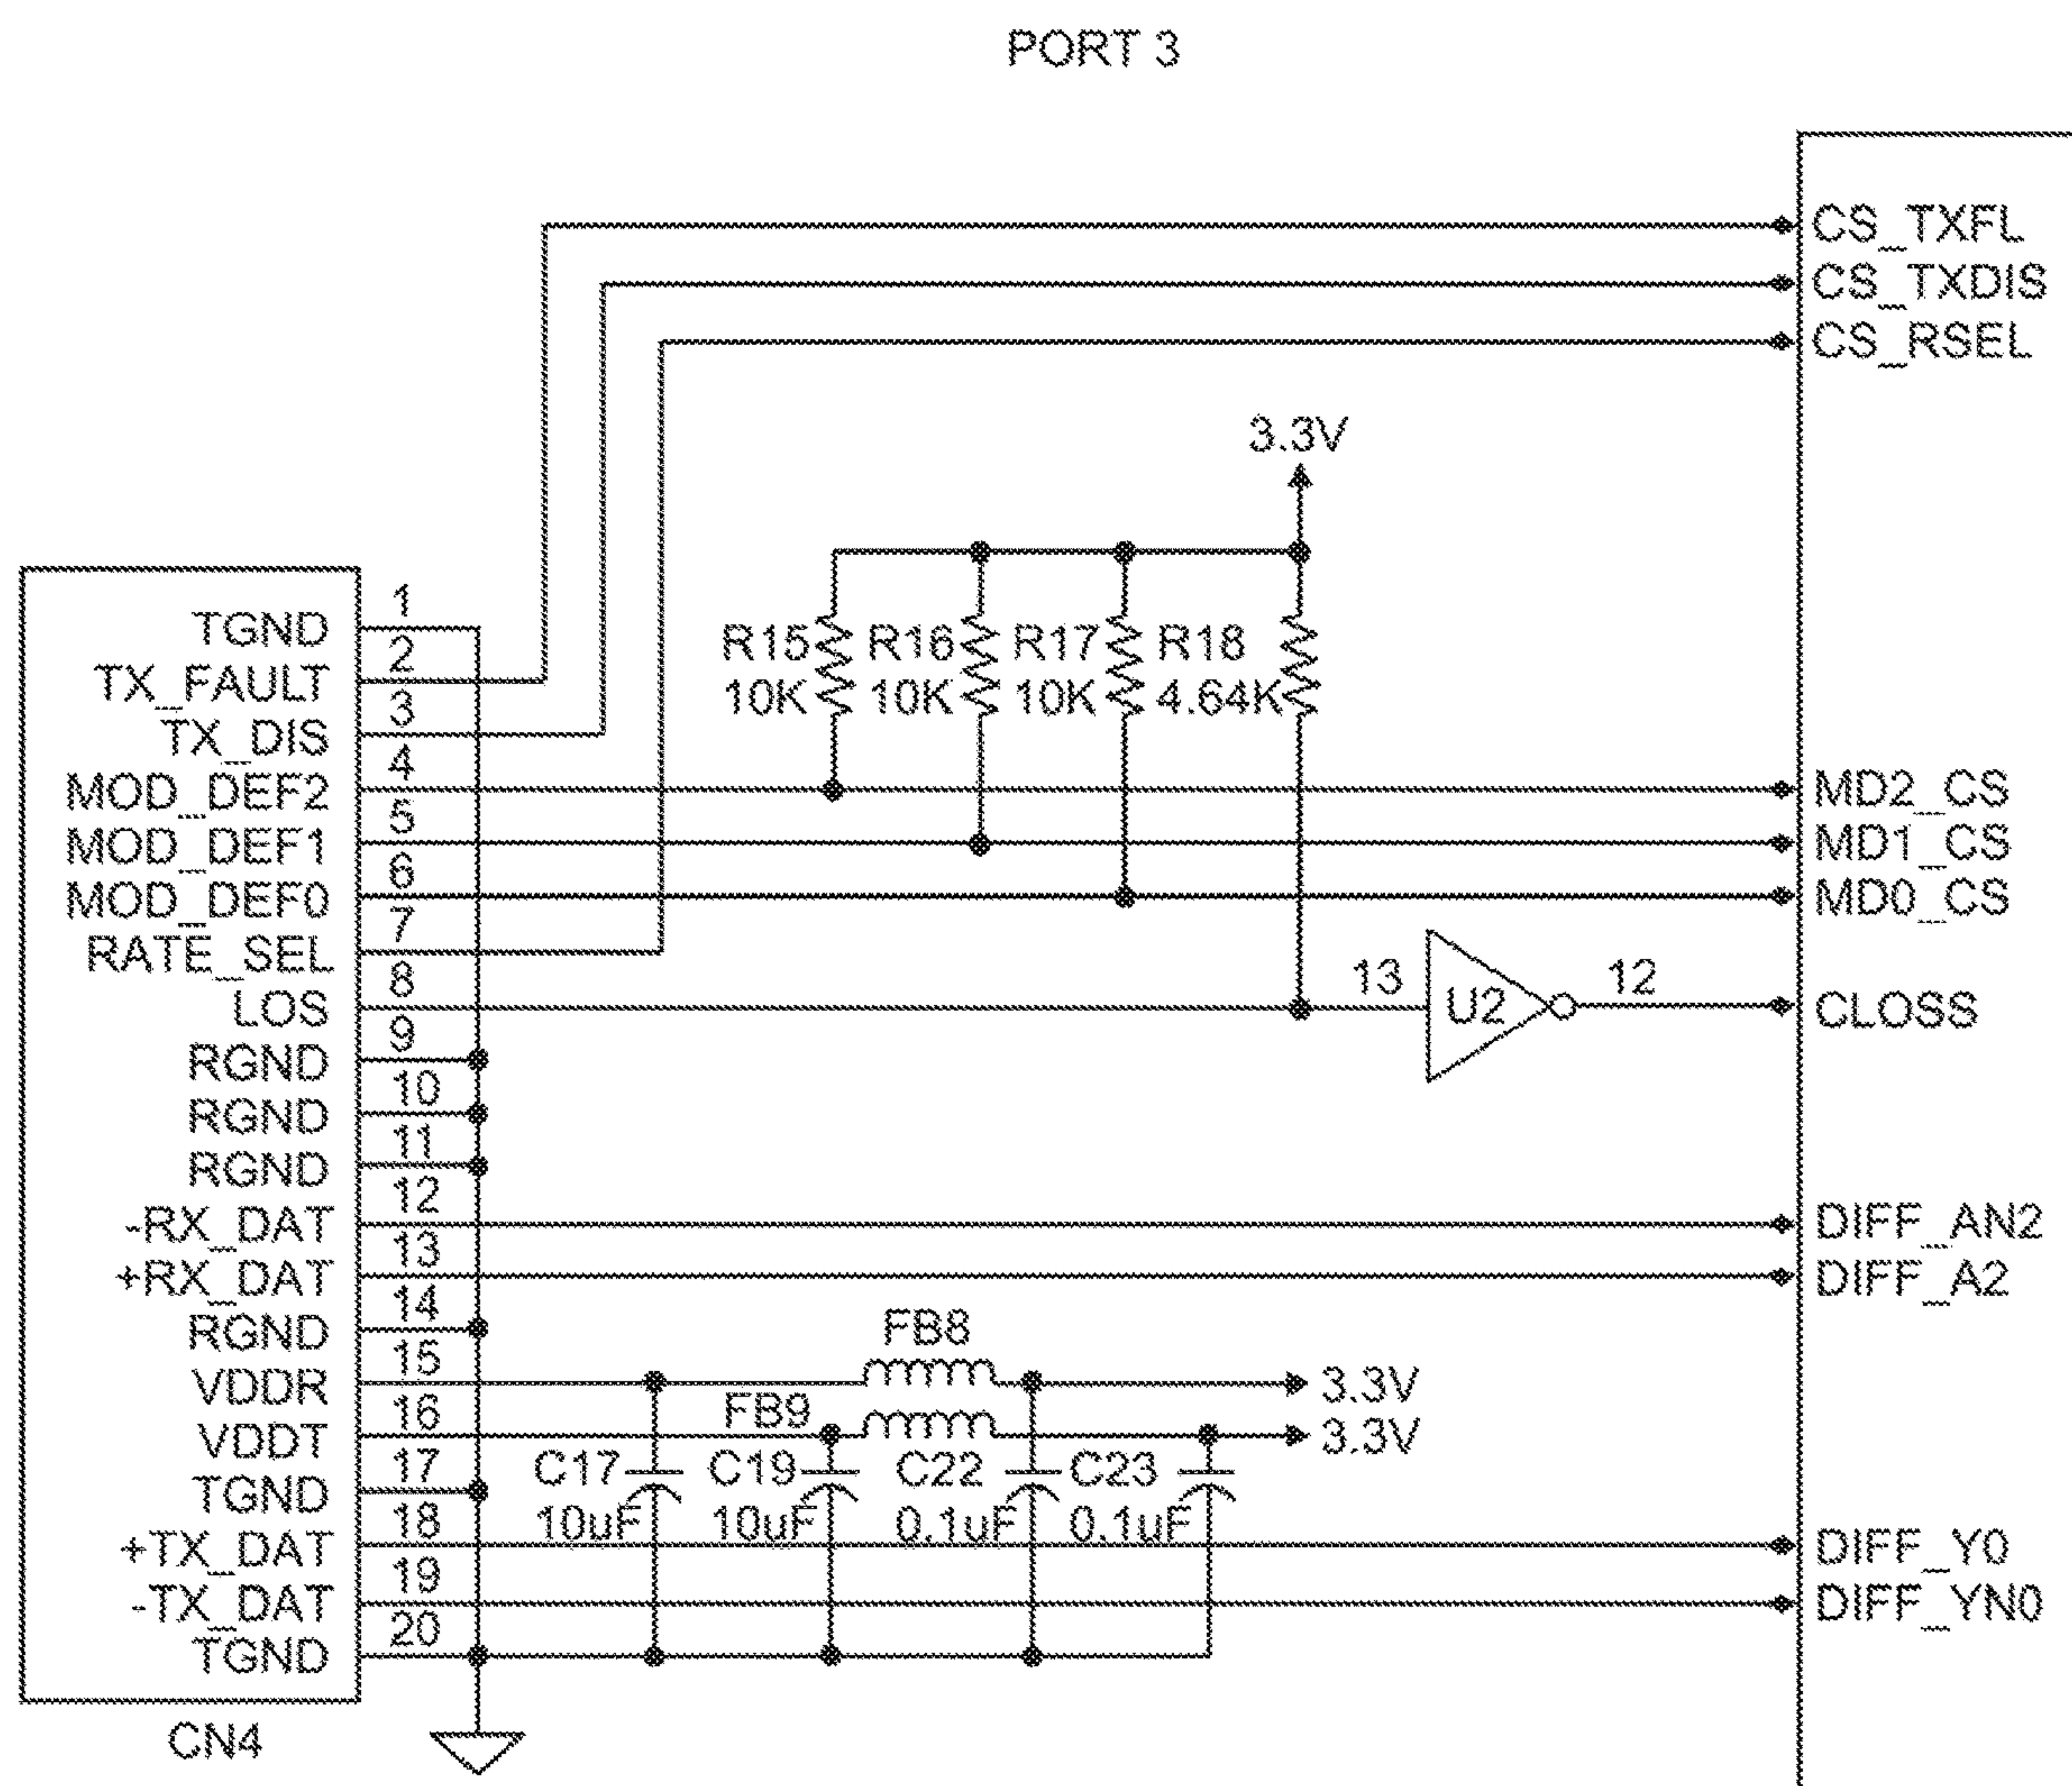 PORT 3
CS_TXFL
CS_TXDIS
CS_RSEL
3.3V
TGND 1
TX_FAULT 2
TX_DIS 3
MOD_DEF2 4
MOD_DEF1 5
MOD_DEF0 6
RATE_SEL 7
LOS 8
RGND 9
RGND 10
RGND 11
-RX_DAT 12
+RX_DAT 13
RGND 14
VDDR 15
VDDT 16
TGND 17
+TX_DAT 18
-TX_DAT 19
TGND 20
CN4
R15 R16 R17 R18
10K 10K 10K 4.64K
MD2_CS
MD1_CS
MD0_CS
13 U2 12 CLOSS
DIFF_AN2
DIFF_A2
FB8
3.3V
FB9
3.3V
C17 C19 C22 C23
10uF 10uF 0.1uF 0.1uF
DIFF_Y0
DIFF_YN0